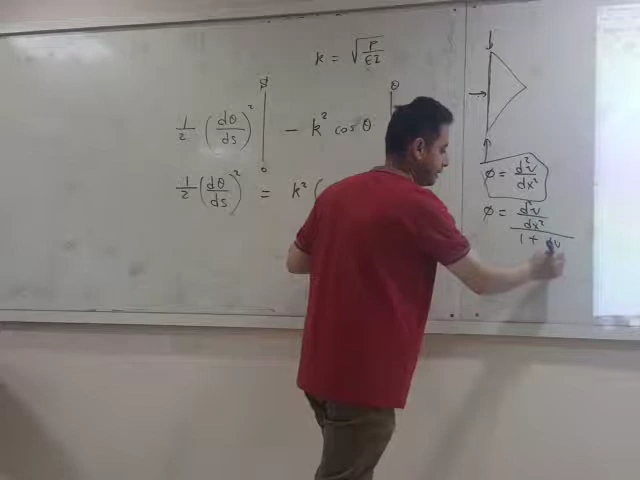 k = √(P/EI)
1/2 (dθ/ds)² | - k² cos θ
1/2 (dθ/ds)² = k² (
ϕ = d²v/dx²
ϕ = d²v/dx²
1 + dv